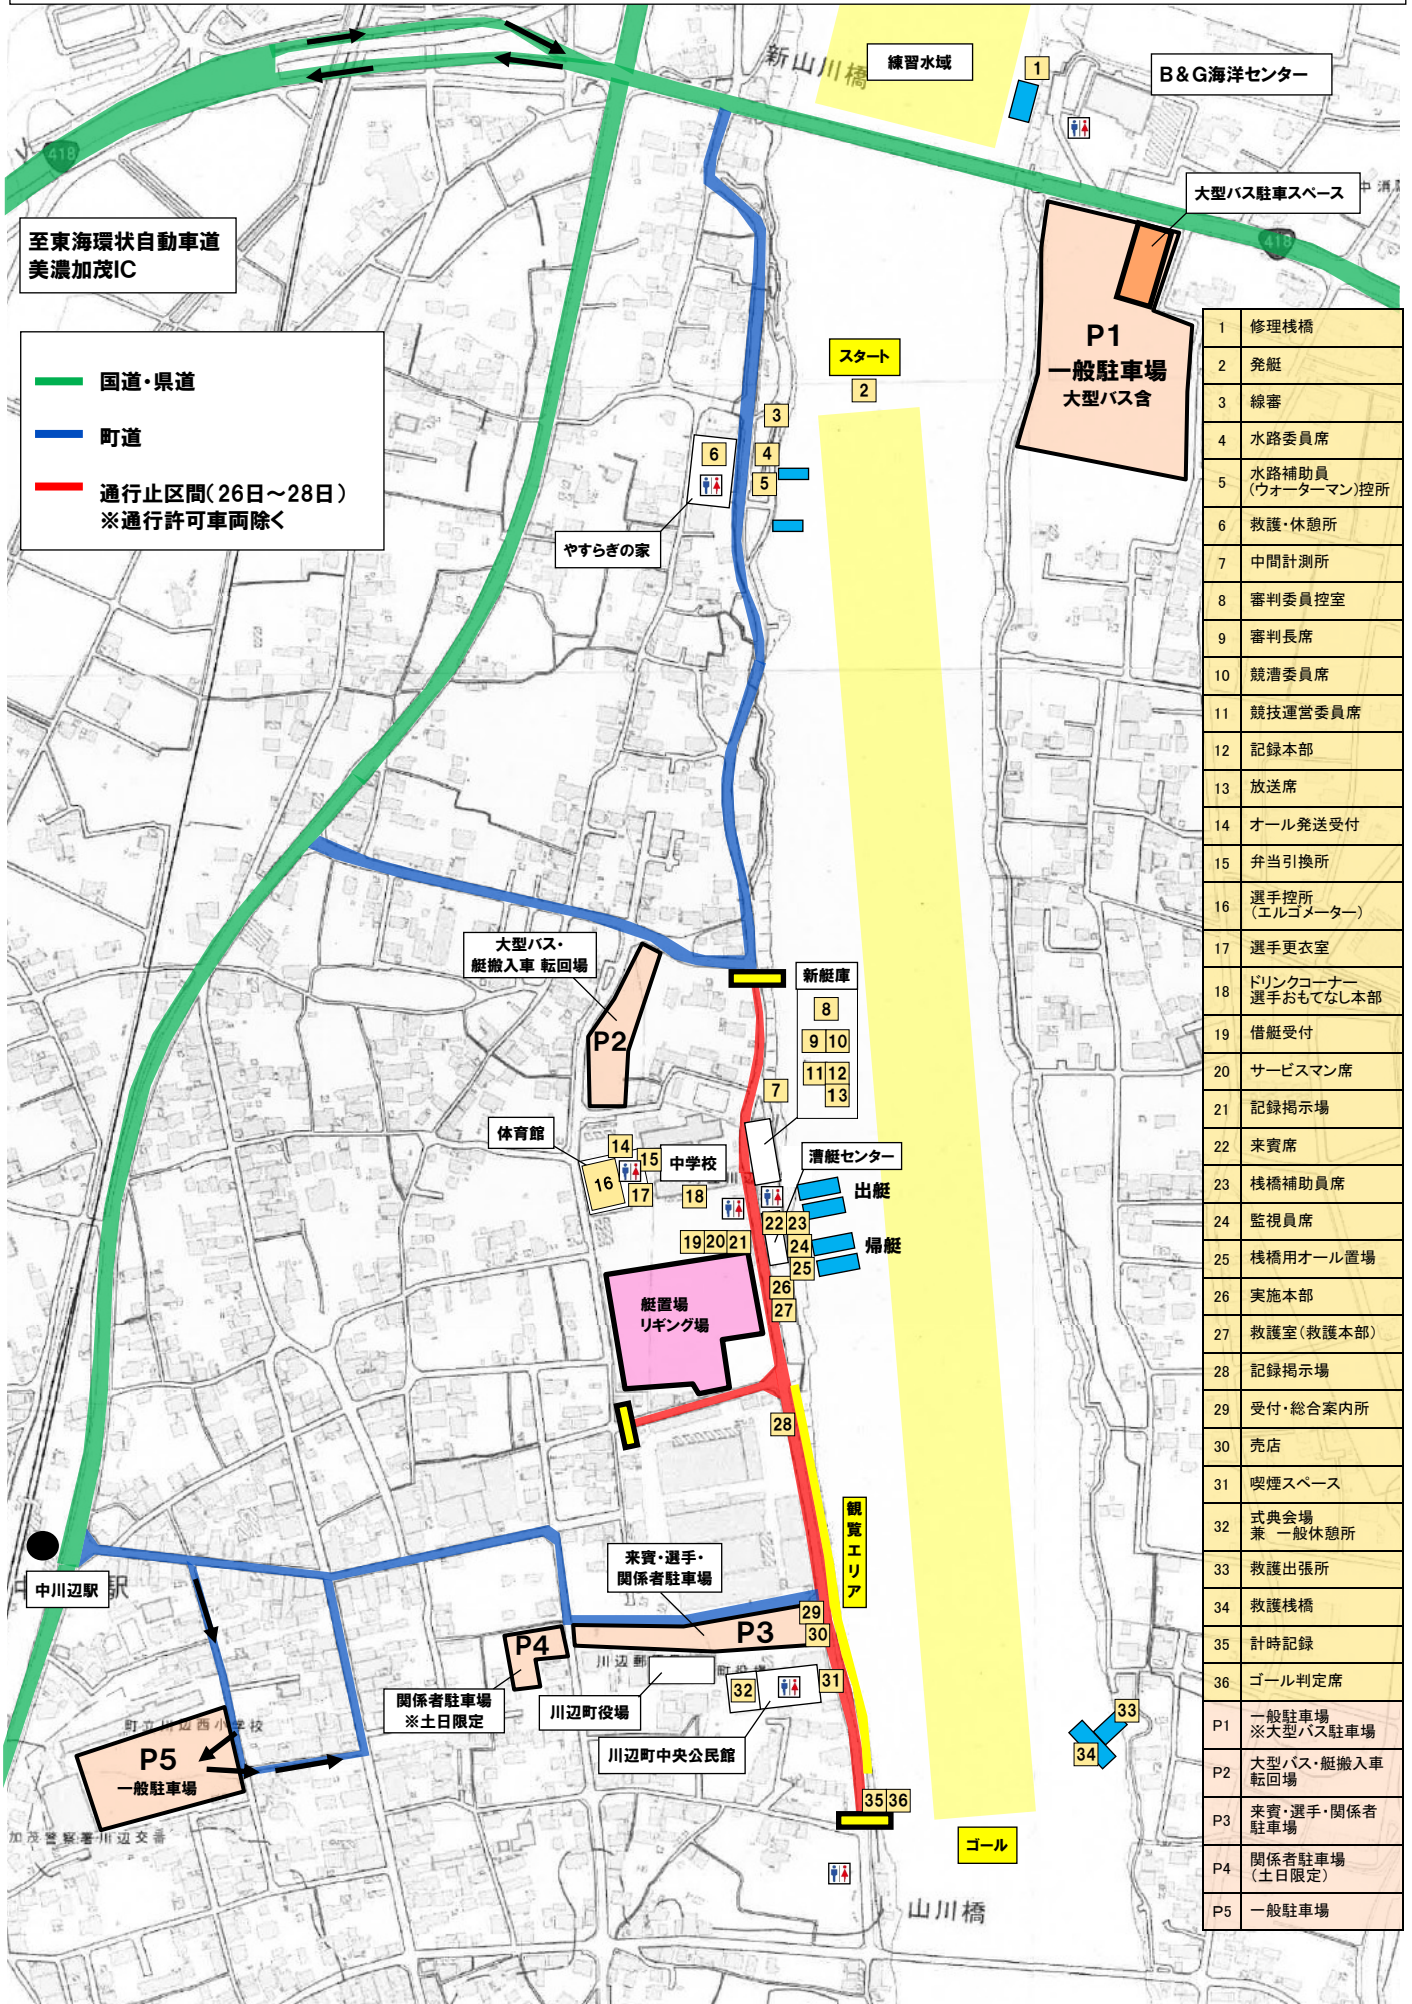 新山川橋
練習水域
1
B&G海洋センター
418
中消
大型バス駐車スペース
418
至東海環状自動車道
美濃加茂IC
P1
一般駐車場
大型バス含
国道・県道
町道
通行止区間(26日～28日)
※通行許可車両除く
スタート
2
3
4
5
6
やすらぎの家
大型バス・
艇搬入車 転回場
P2
新艇庫
8
9 10
11 12
13
7
体育館
14
15
16
17
中学校
18
漕艇センター
出艇
22 23
24
帰艇
25
19 20 21
26
27
艇置場
リギング場
28
観覧エリア
中川辺駅
駅
来賓・選手・
関係者駐車場
29
P3
30
P4
川辺郵
町役場
関係者駐車場
※土日限定
川辺町役場
32
31
川辺町中央公民館
町立川辺西小学校
P5
一般駐車場
加茂警察署川辺交番
33
34
35 36
ゴール
山川橋
1 修理桟橋
2 発艇
3 線審
4 水路委員席
5 水路補助員
(ウォーターマン)控所
6 救護・休憩所
7 中間計測所
8 審判委員控室
9 審判長席
10 競漕委員席
11 競技運営委員席
12 記録本部
13 放送席
14 オール発送受付
15 弁当引換所
16 選手控所
(エルゴメーター)
17 選手更衣室
18 ドリンクコーナー
選手おもてなし本部
19 借艇受付
20 サービスマン席
21 記録掲示場
22 来賓席
23 桟橋補助員席
24 監視員席
25 桟橋用オール置場
26 実施本部
27 救護室(救護本部)
28 記録掲示場
29 受付・総合案内所
30 売店
31 喫煙スペース
32 式典会場
兼 一般休憩所
33 救護出張所
34 救護桟橋
35 計時記録
36 ゴール判定席
P1 一般駐車場
※大型バス駐車場
P2 大型バス・艇搬入車
転回場
P3 来賓・選手・関係者
駐車場
P4 関係者駐車場
(土日限定)
P5 一般駐車場